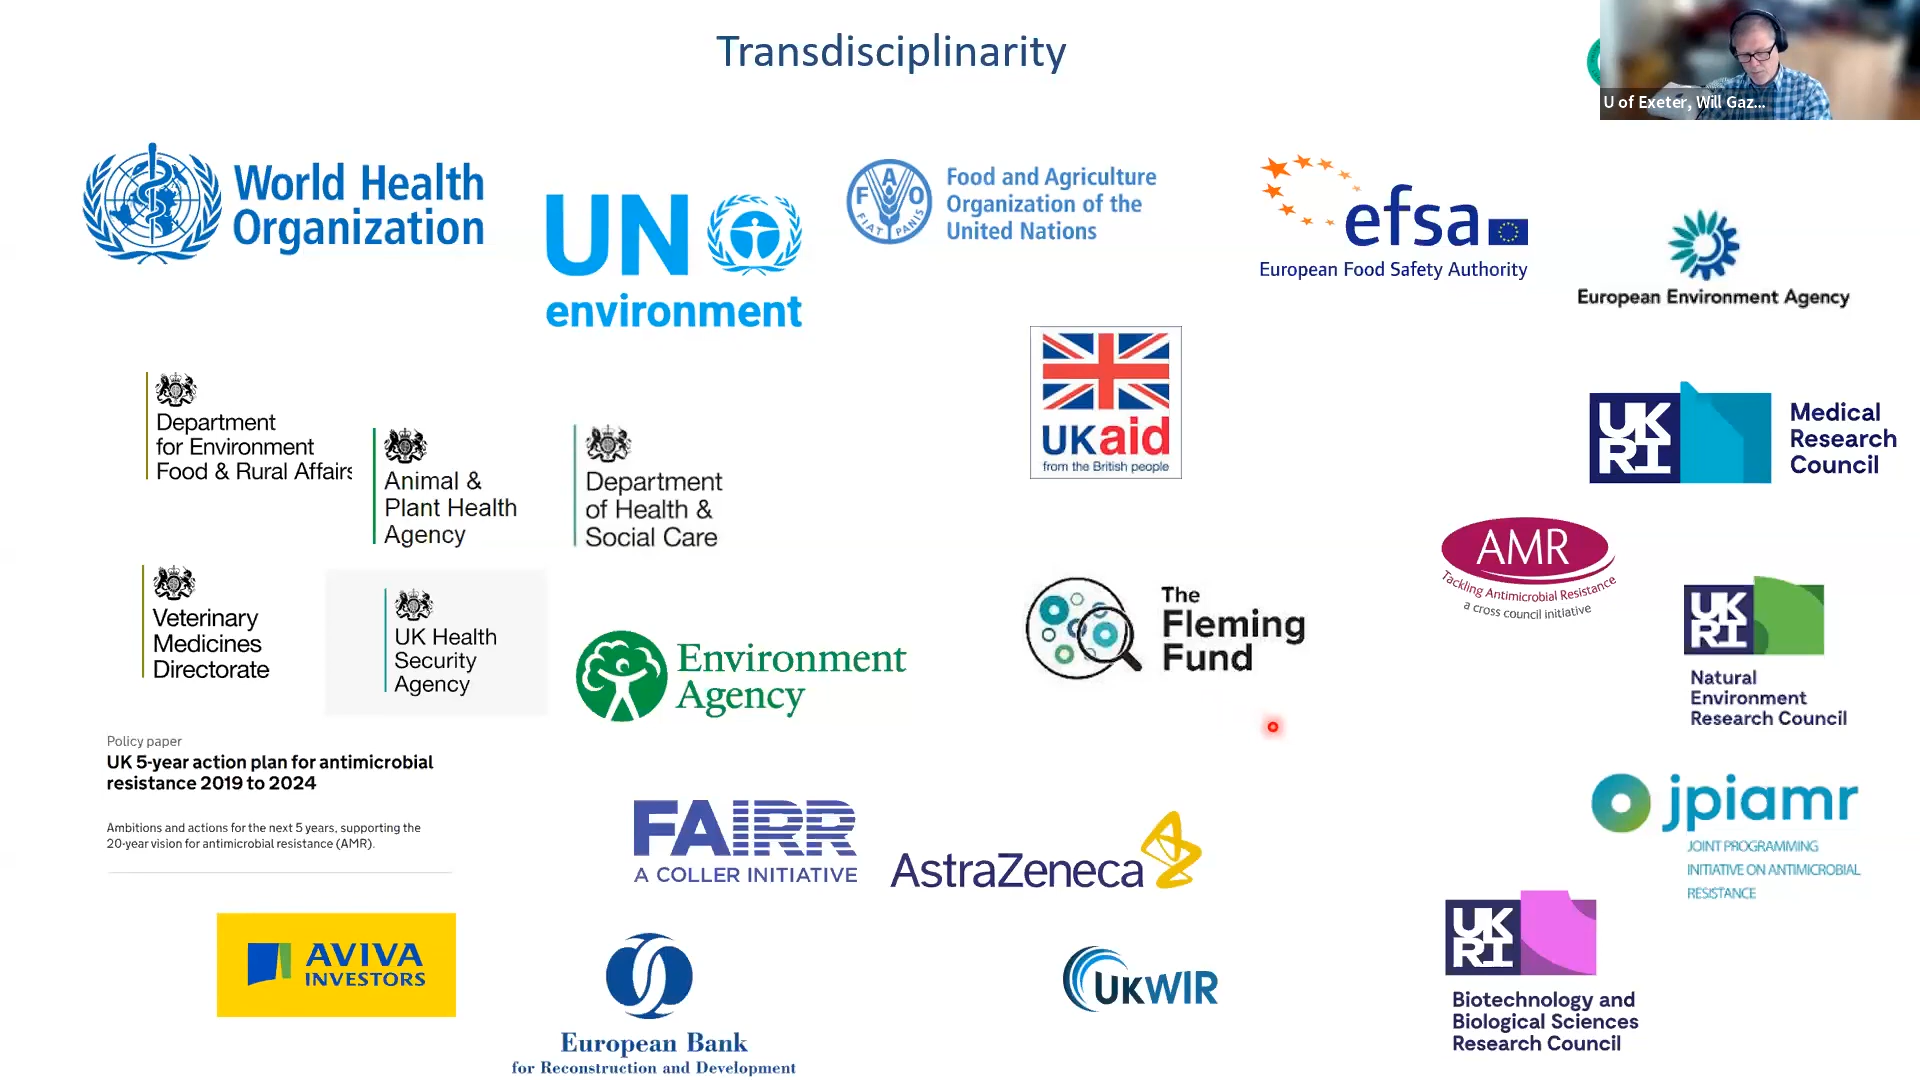 Transdisciplinarity
U of Exeter, Will Gaz...
World Health
Organization
UN
environment
F A O
FIAT PANIS
Food and Agriculture
Organization of the
United Nations
efsa
European Food Safety Authority
European Environment Agency
Department
for Environment
Food & Rural Affairs
Animal &
Plant Health
Agency
Department
of Health &
Social Care
UKaid
from the British people
UK
RI
Medical
Research
Council
AMR
Tackling Antimicrobial Resistance
a cross council initiative
Veterinary
Medicines
Directorate
UK Health
Security
Agency
Environment
Agency
The
Fleming
Fund
UK
RI
Natural
Environment
Research Council
Policy paper
UK 5-year action plan for antimicrobial
resistance 2019 to 2024
Ambitions and actions for the next 5 years, supporting the
20-year vision for antimicrobial resistance (AMR).
FAIRR
A COLLER INITIATIVE
AstraZeneca
jpiamr
JOINT PROGRAMMING
INITIATIVE ON ANTIMICROBIAL
RESISTANCE
AVIVA
INVESTORS
European Bank
for Reconstruction and Development
UKWIR
UK
RI
Biotechnology and
Biological Sciences
Research Council